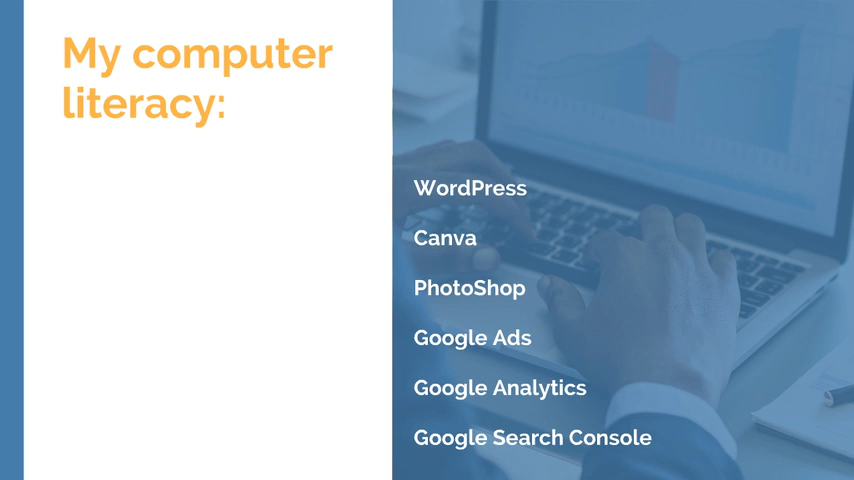 My computer
literacy:
WordPress
Canva
PhotoShop
Google Ads
Google Analytics
Google Search Console